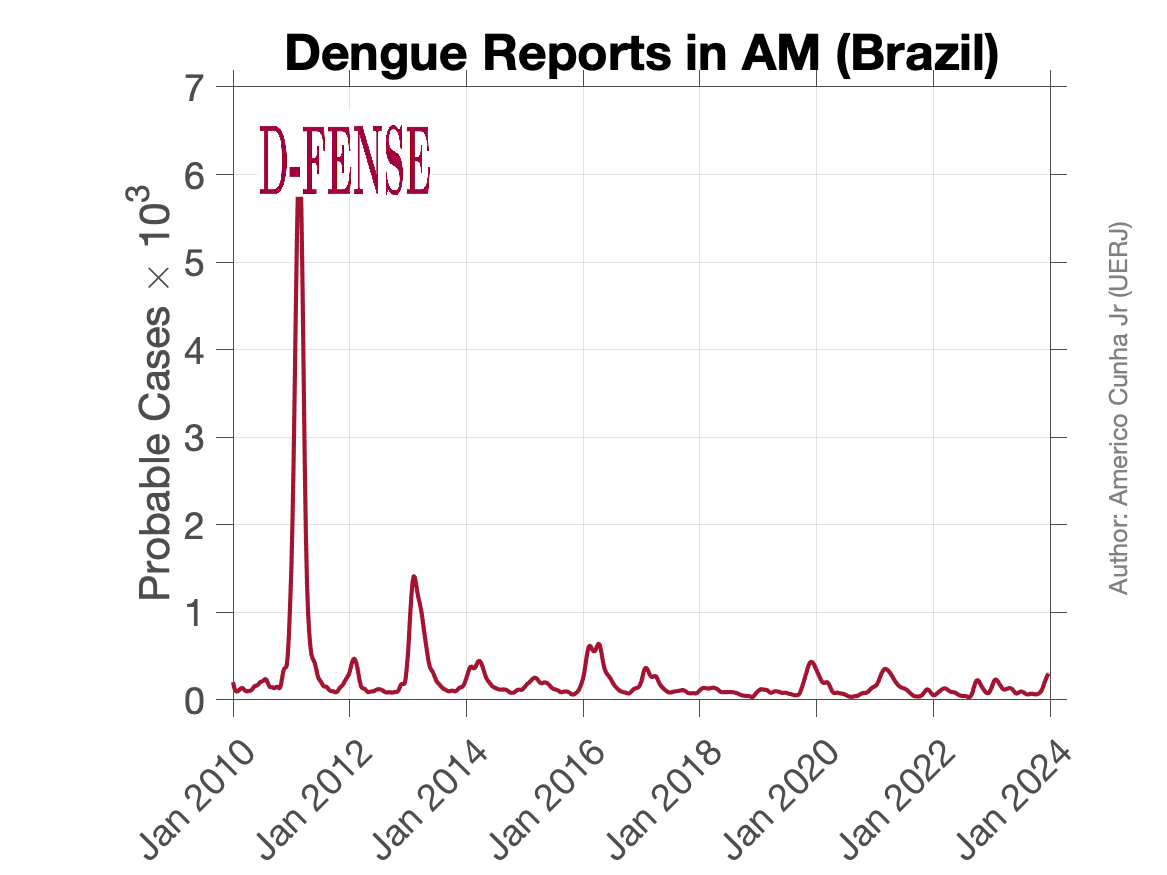 Dengue Reports in AM (Brazil)
D-FENSE
Probable Cases × 10³
7
6
5
4
3
2
1
0
Jan 2010
Jan 2012
Jan 2014
Jan 2016
Jan 2018
Jan 2020
Jan 2022
Jan 2024
Author: Americo Cunha Jr (UERJ)